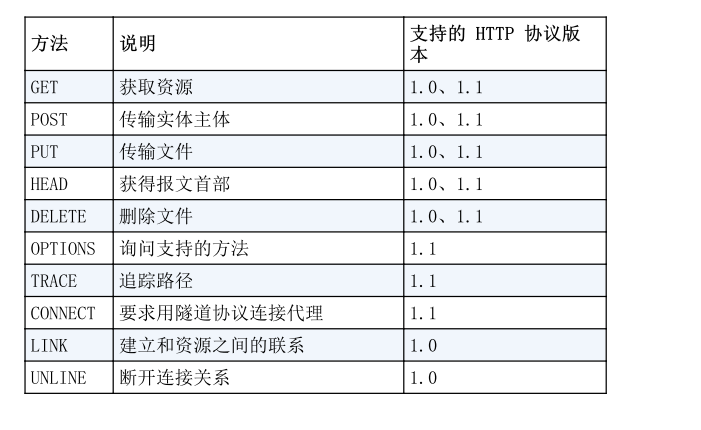 方法 说明 支持的 HTTP 协议版
本
GET 获取资源 1.0、1.1
POST 传输实体主体 1.0、1.1
PUT 传输文件 1.0、1.1
HEAD 获得报文首部 1.0、1.1
DELETE 删除文件 1.0、1.1
OPTIONS 询问支持的方法 1.1
TRACE 追踪路径 1.1
CONNECT 要求用隧道协议连接代理 1.1
LINK 建立和资源之间的联系 1.0
UNLINE 断开连接关系 1.0